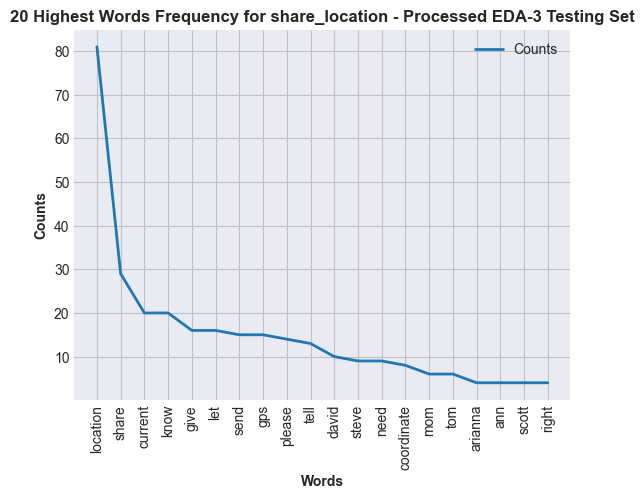 20 Highest Words Frequency for share_location - Processed EDA-3 Testing Set
Counts
80
70
60
50
40
30
20
10
Counts
location
share
current
know
give
let
send
gps
please
tell
david
steve
need
coordinate
mom
tom
arianna
ann
scott
right
Words